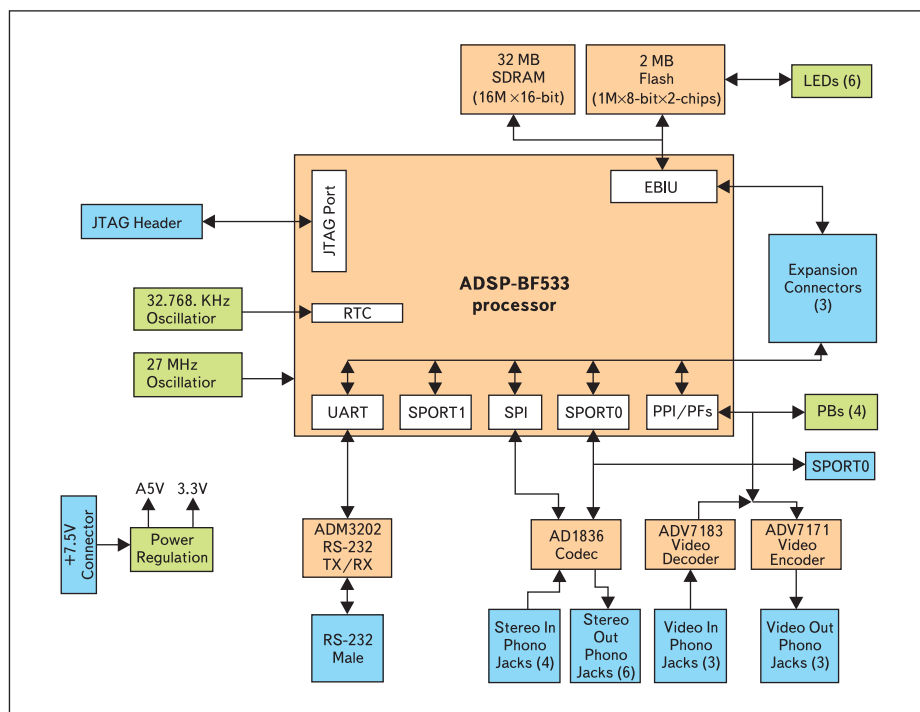 32 MB
SDRAM
(16M ×16-bit)
2 MB
Flash
(1M×8-bit×2-chips)
LEDs (6)
EBIU
JTAG Header
JTAG Port
ADSP-BF533
processor
Expansion
Connectors
(3)
32.768. KHz
Oscillatior
RTC
27 MHz
Oscillatior
UART
SPORT1
SPI
SPORT0
PPI/PFs
PBs (4)
SPORT0
A5V
3.3V
+7.5V
Connector
Power
Regulation
ADM3202
RS-232
TX/RX
AD1836
Codec
ADV7183
Video
Decoder
ADV7171
Video
Encoder
RS-232
Male
Stereo In
Phono
Jacks (4)
Stereo
Out
Phono
Jacks (6)
Video In
Phono
Jacks (3)
Video Out
Phono
Jacks (3)